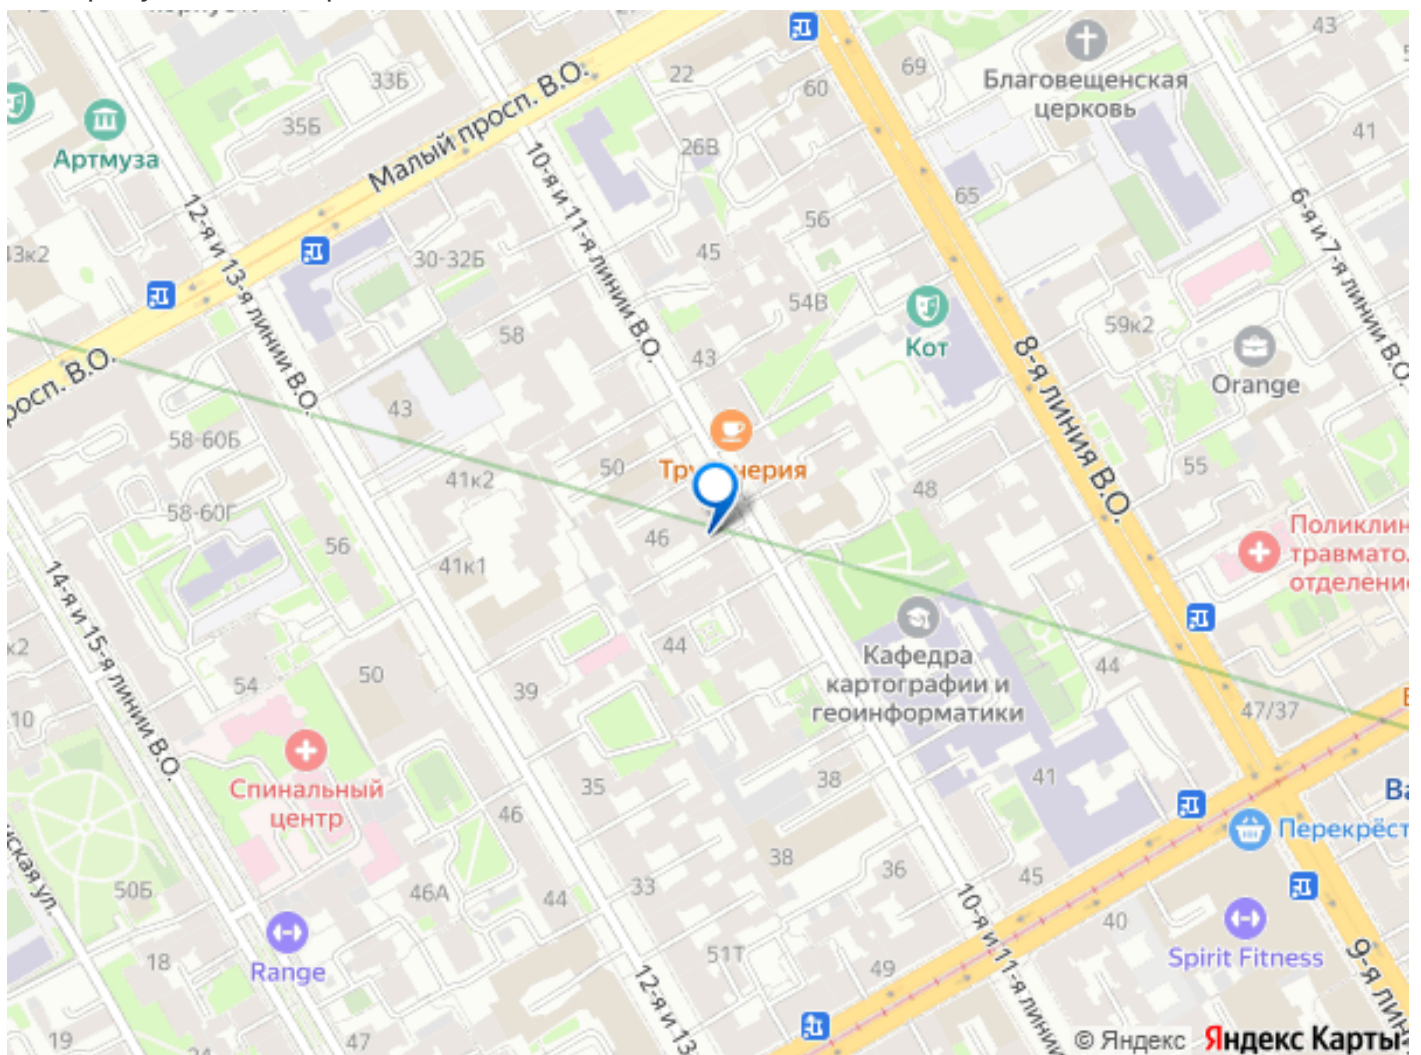 33Б
22
69
60
43
Благовещенская
церковь
Малый просп. В.О.
35Б
Артмуза
26В
41
10-я и 11-я линии В.О.
65
6-я и 7-я линии В.О.
12-я и 13-я линии В.О.
56
43к2
30-32Б
45
54В
58
59к2
Кот
43
8-я линия В.О.
Orange
просп. В.О.
43
58-60Б
50
41к2
48
55
58-60Г
46
56
41к1
Поликлин
травмато
отделение
14-я и 15-я линии В.О.
44
Кафедра
картографии и
геоинформатики
44
50
54
39
47/37
10
Спинальный
центр
35
38
41
Ва
46
Перекрёст
38
36
45
50Б
46А
44
33
40
10-я и 11-я линии
51Т
49
Spirit Fitness
9-я лин
18
Range
12-я и 13
19
47
© Яндекс Яндекс Карты